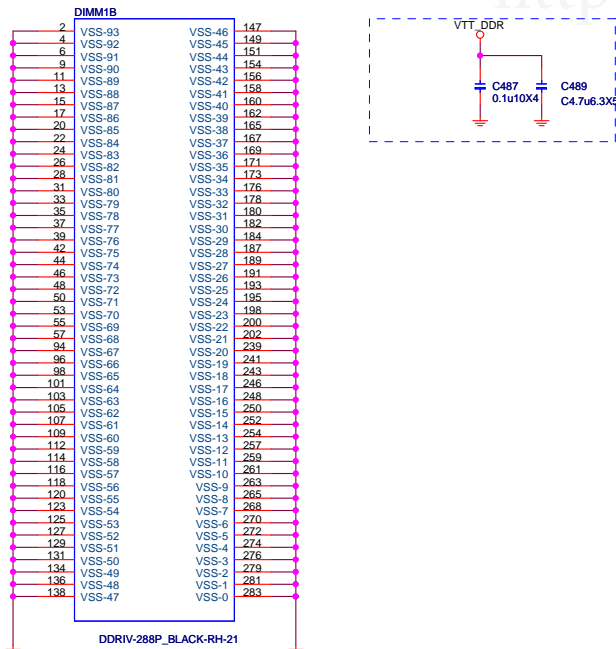 DIMM1B
2 VSS-93 VSS-46 147
4 VSS-92 VSS-45 149
6 VSS-91 VSS-44 151
9 VSS-90 VSS-43 154
11 VSS-89 VSS-42 156
13 VSS-88 VSS-41 158
15 VSS-87 VSS-40 160
17 VSS-86 VSS-39 162
20 VSS-85 VSS-38 165
22 VSS-84 VSS-37 167
24 VSS-83 VSS-36 169
26 VSS-82 VSS-35 171
28 VSS-81 VSS-34 173
31 VSS-80 VSS-33 176
33 VSS-79 VSS-32 178
35 VSS-78 VSS-31 180
37 VSS-77 VSS-30 182
39 VSS-76 VSS-29 184
42 VSS-75 VSS-28 187
44 VSS-74 VSS-27 189
46 VSS-73 VSS-26 191
48 VSS-72 VSS-25 193
50 VSS-71 VSS-24 195
53 VSS-70 VSS-23 198
55 VSS-69 VSS-22 200
57 VSS-68 VSS-21 202
94 VSS-67 VSS-20 239
96 VSS-66 VSS-19 241
98 VSS-65 VSS-18 243
101 VSS-64 VSS-17 246
103 VSS-63 VSS-16 248
105 VSS-62 VSS-15 250
107 VSS-61 VSS-14 252
109 VSS-60 VSS-13 254
112 VSS-59 VSS-12 257
114 VSS-58 VSS-11 259
116 VSS-57 VSS-10 261
118 VSS-56 VSS-9 263
120 VSS-55 VSS-8 265
123 VSS-54 VSS-7 268
125 VSS-53 VSS-6 270
127 VSS-52 VSS-5 272
129 VSS-51 VSS-4 274
131 VSS-50 VSS-3 276
134 VSS-49 VSS-2 279
136 VSS-48 VSS-1 281
138 VSS-47 VSS-0 283
DDRIV-288P_BLACK-RH-21
http
VTT_DDR
C487
0.1u10X4
C489
C4.7u6.3X5